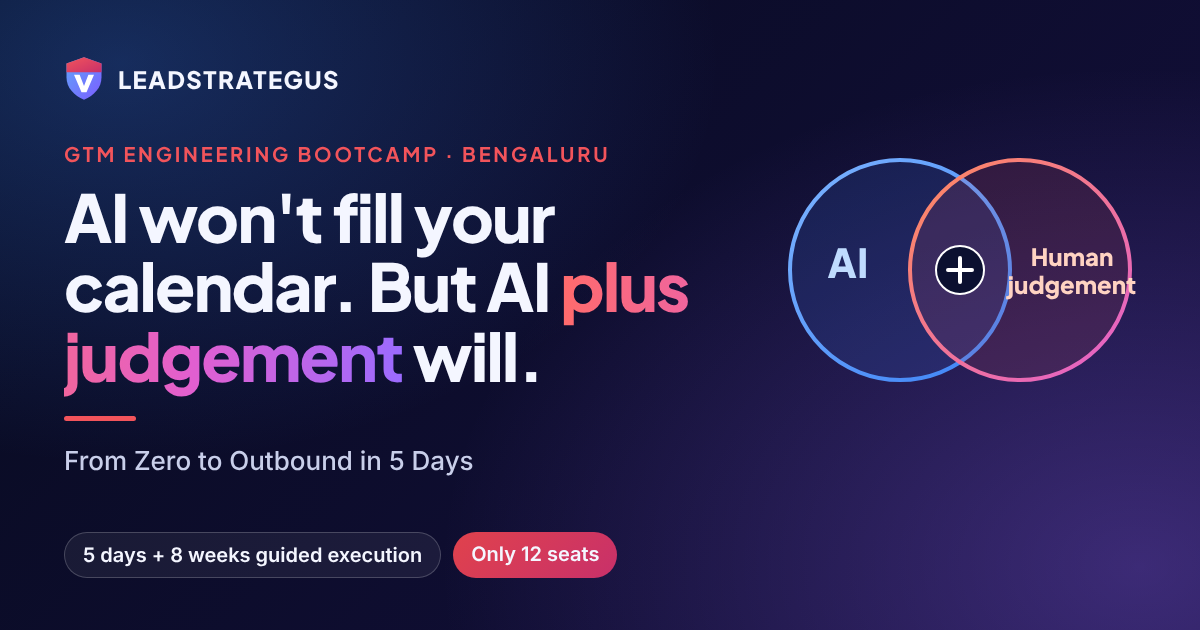 LEADSTRATEGUS
GTM ENGINEERING BOOTCAMP · BENGALURU
AI won't fill your
calendar. But AI plus
judgement will.
From Zero to Outbound in 5 Days
5 days + 8 weeks guided execution
Only 12 seats
AI
Human
judgement